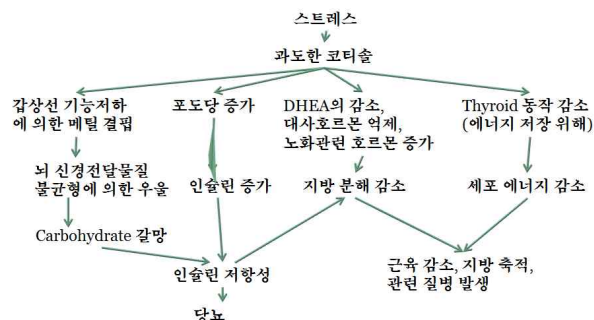 스트레스
과도한 코티솔
갑상선 기능저하
에 의한 메틸 결핍
포도당 증가
DHEA의 감소,
대사호르몬 억제,
노화관련 호르몬 증가
Thyroid 동작 감소
(에너지 저장 위해)
뇌 신경전달물질
불균형에 의한 우울
인슐린 증가
지방 분해 감소
세포 에너지 감소
Carbohydrate 갈망
인슐린 저항성
근육 감소, 지방 축적,
관련 질병 발생
당뇨